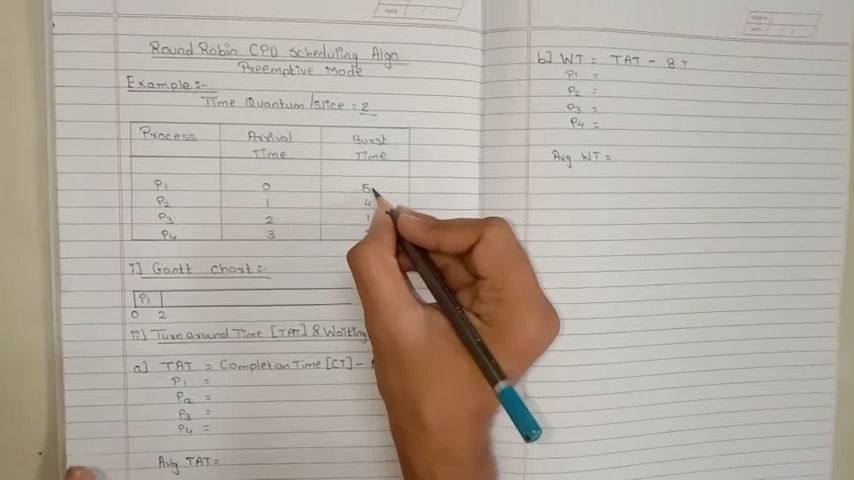 Round Robin CPU Scheduling Algo
Preemptive Mode
Example:-
Time Quantum/slice = 2
Process Arrival Time Burst Time
P1 0 5
P2 1 4
P3 2 1
P4 3
i] Gantt chart:-
P1
0 2
ii] Turnaround Time [TAT] & Waiting
a] TAT = Completion Time [CT] -
P1 =
P2 =
P3 =
P4 =
Avg TAT =
b] WT = TAT - BT
P1 =
P2 =
P3 =
P4 =
Avg WT =